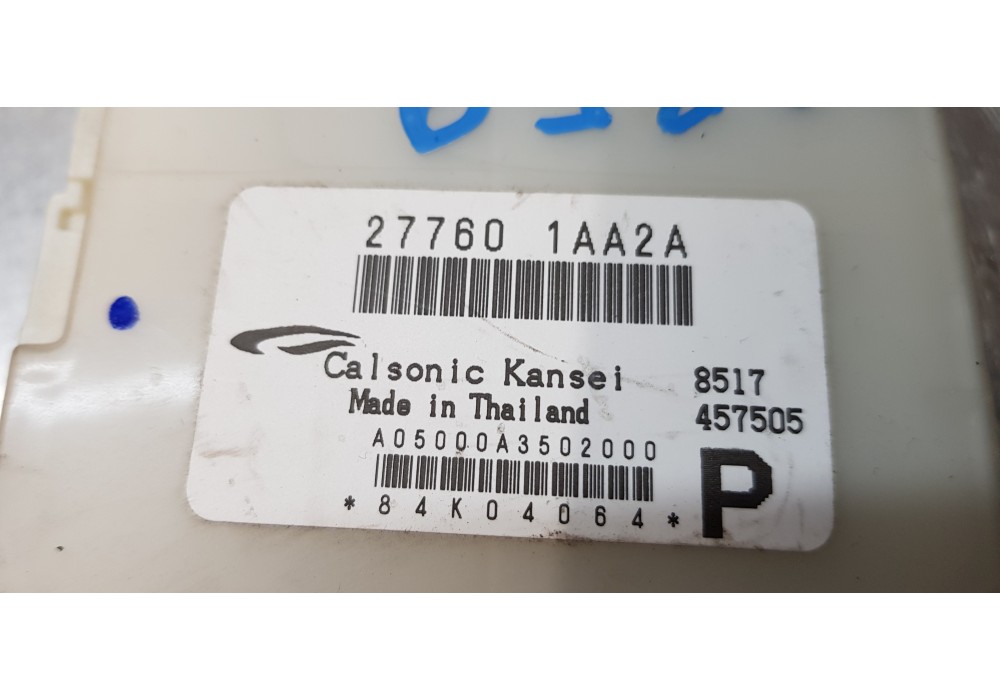 27760 1AA2A
Calsonic Kansei 8517
Made in Thailand 457505
A05000A3502000
*84K04064*
P